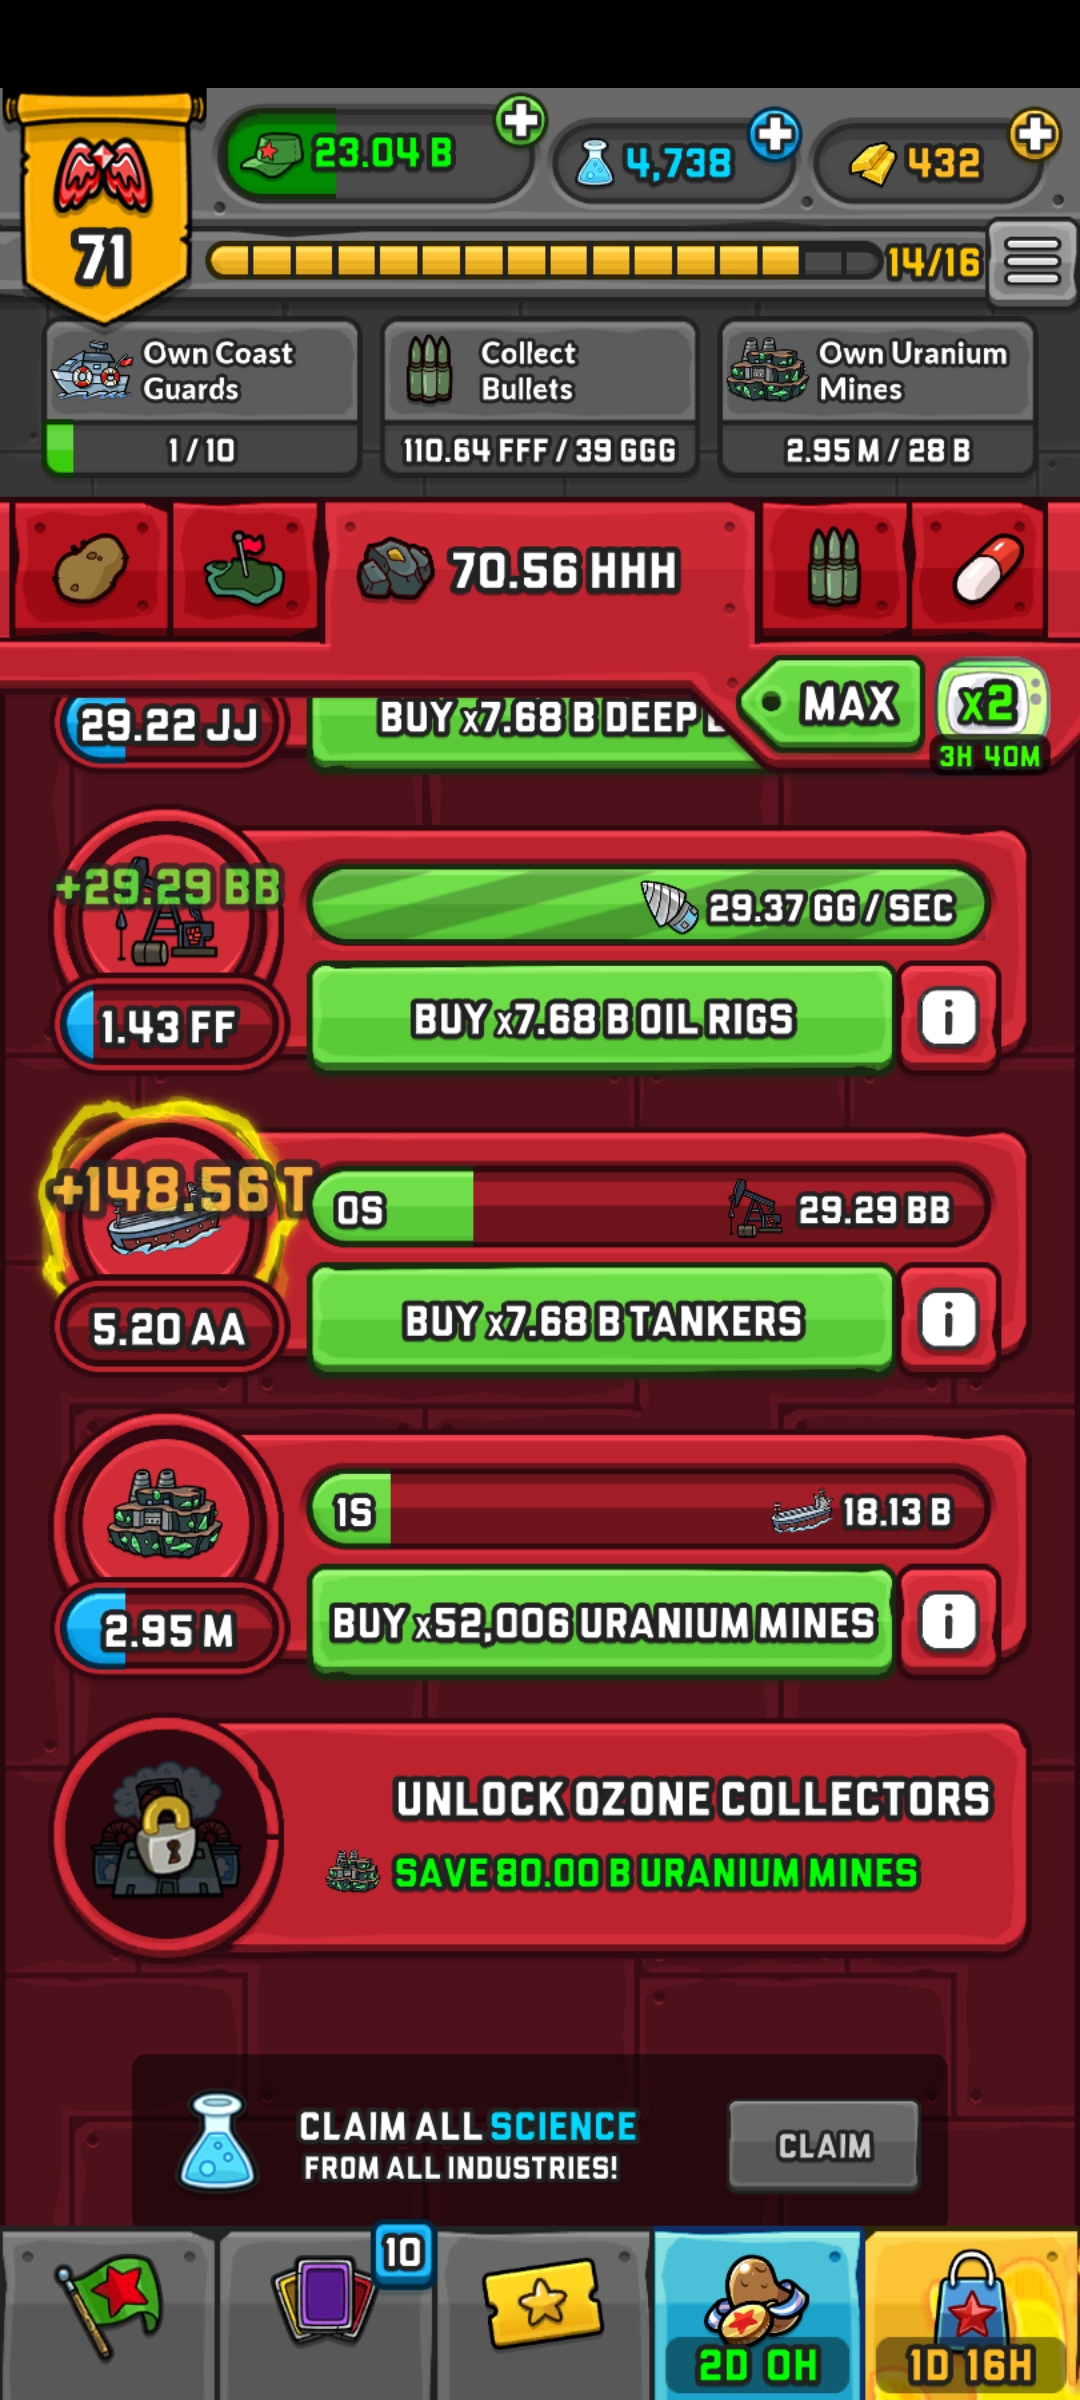 23.04 B
4,738
432
71
14/16
Own Coast
Guards
1/10
Collect
Bullets
110.64 FFF / 39 GGG
Own Uranium
Mines
2.95 M / 28 B
70.56 HHH
MAX
x2
3H 40M
29.22 JJ
BUY x7.68 B DEEP
+29.29 BB
29.37 GG / SEC
1.43 FF
BUY x7.68 B OIL RIGS
i
+148.56 T
0S
29.29 BB
5.20 AA
BUY x7.68 B TANKERS
i
1S
18.13 B
2.95 M
BUY x52,006 URANIUM MINES
i
UNLOCK OZONE COLLECTORS
SAVE 80.00 B URANIUM MINES
CLAIM ALL SCIENCE
FROM ALL INDUSTRIES!
CLAIM
10
2D 0H
1D 16H